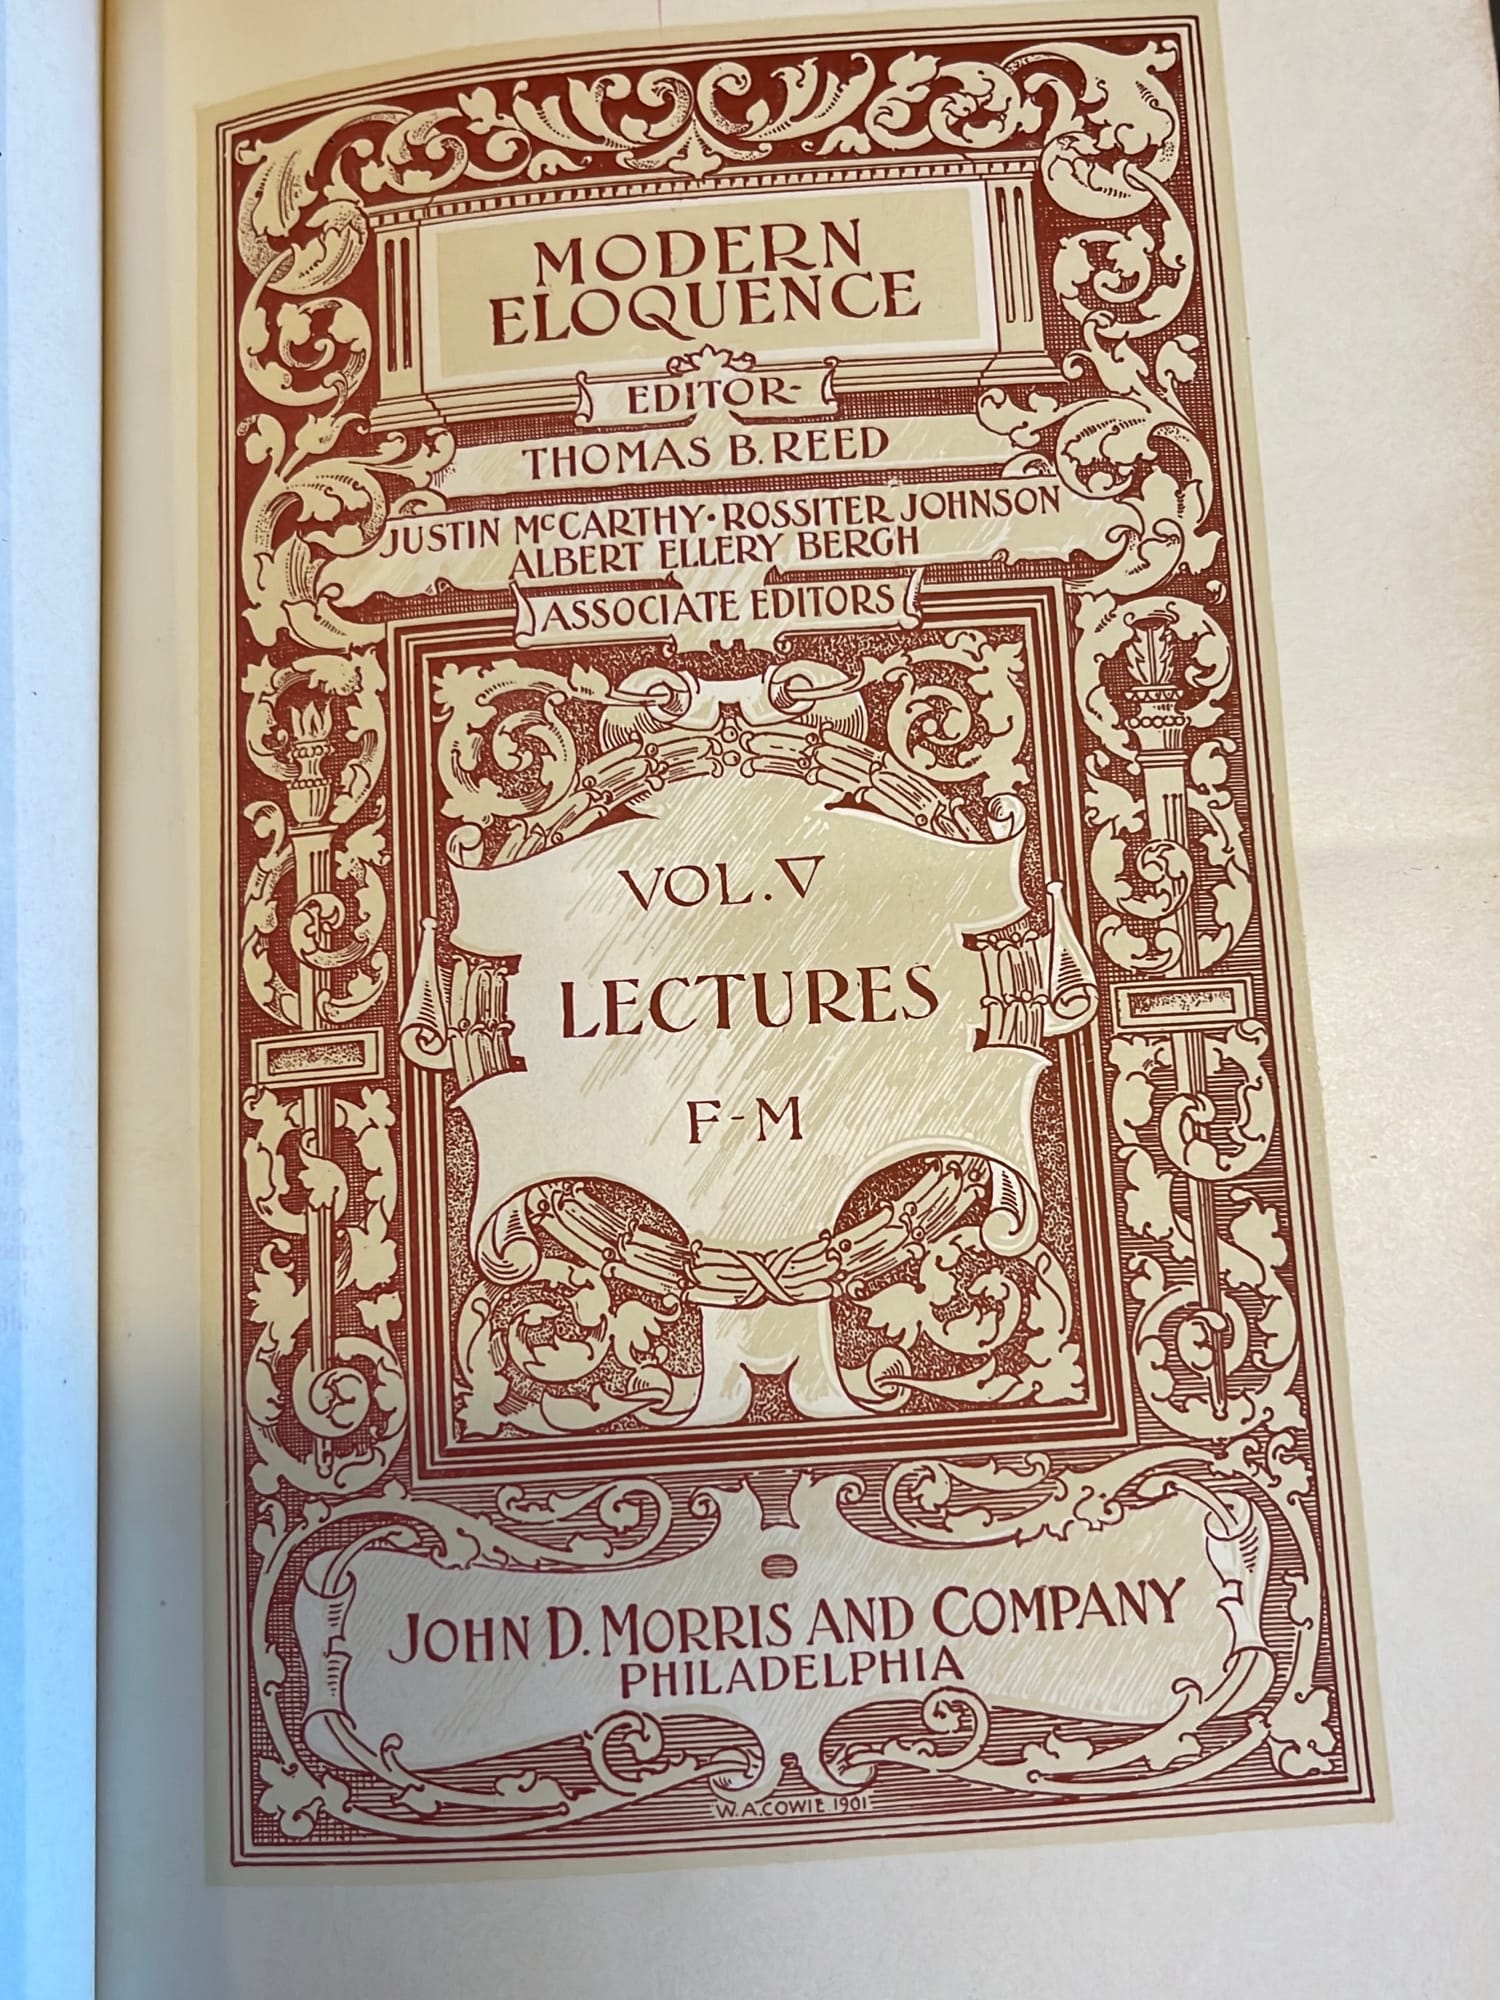 MODERN
ELOQUENCE
EDITOR-
THOMAS B. REED
JUSTIN McCARTHY · ROSSITER JOHNSON
ALBERT ELLERY BERGH
ASSOCIATE EDITORS
VOL. V
LECTURES
F-M
JOHN D. MORRIS AND COMPANY
PHILADELPHIA
W. A. COWIE 1901